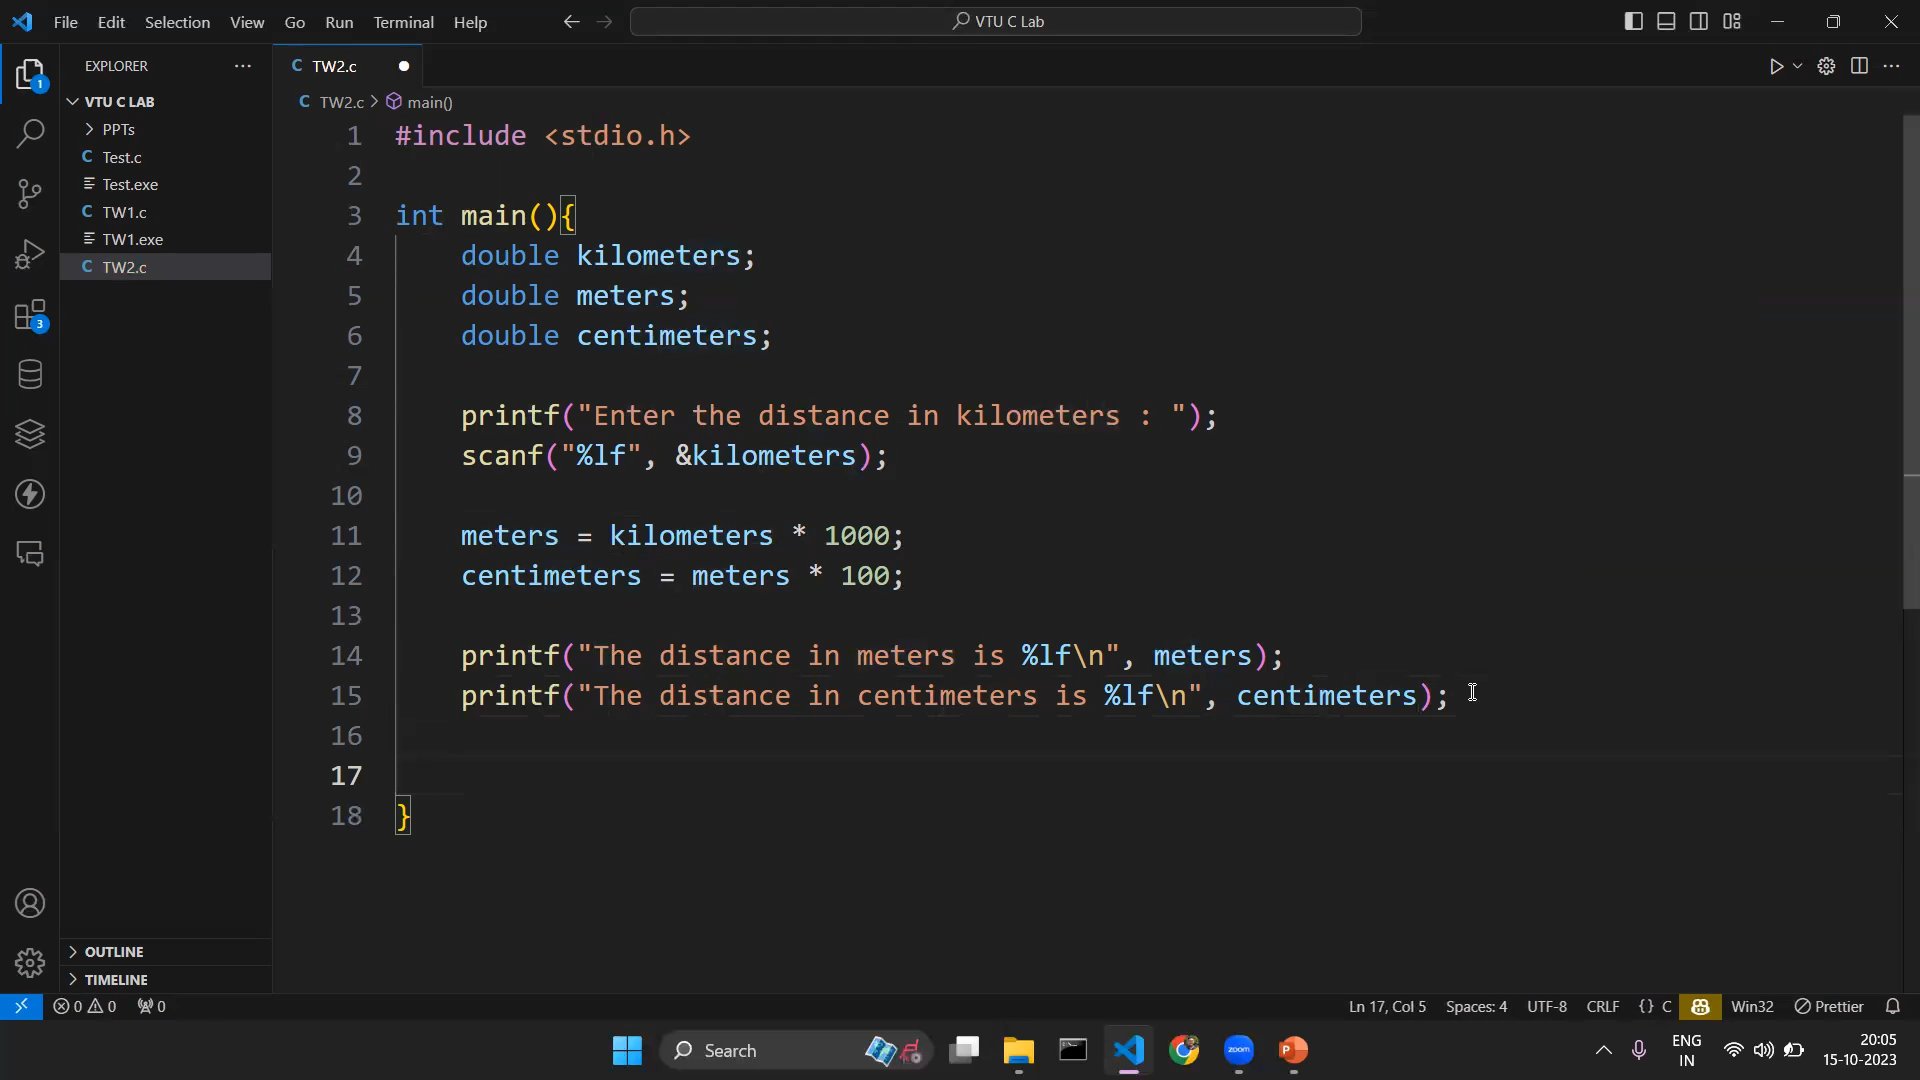 File Edit Selection View Go Run Terminal Help
VTU C Lab
EXPLORER
VTU C LAB
PPTs
C Test.c
Test.exe
C TW1.c
TW1.exe
C TW2.c
OUTLINE
TIMELINE
1
3
C TW2.c
C TW2.c > main()
1 #include <stdio.h>
2
3 int main(){
4 double kilometers;
5 double meters;
6 double centimeters;
7
8 printf("Enter the distance in kilometers : ");
9 scanf("%lf", &kilometers);
10
11 meters = kilometers * 1000;
12 centimeters = meters * 100;
13
14 printf("The distance in meters is %lf\n", meters);
15 printf("The distance in centimeters is %lf\n", centimeters);
16
17
18 }
0 0 0
Ln 17, Col 5 Spaces: 4 UTF-8 CRLF {} C Win32 Prettier
Search
zoom
P
ENG
IN
20:05
15-10-2023